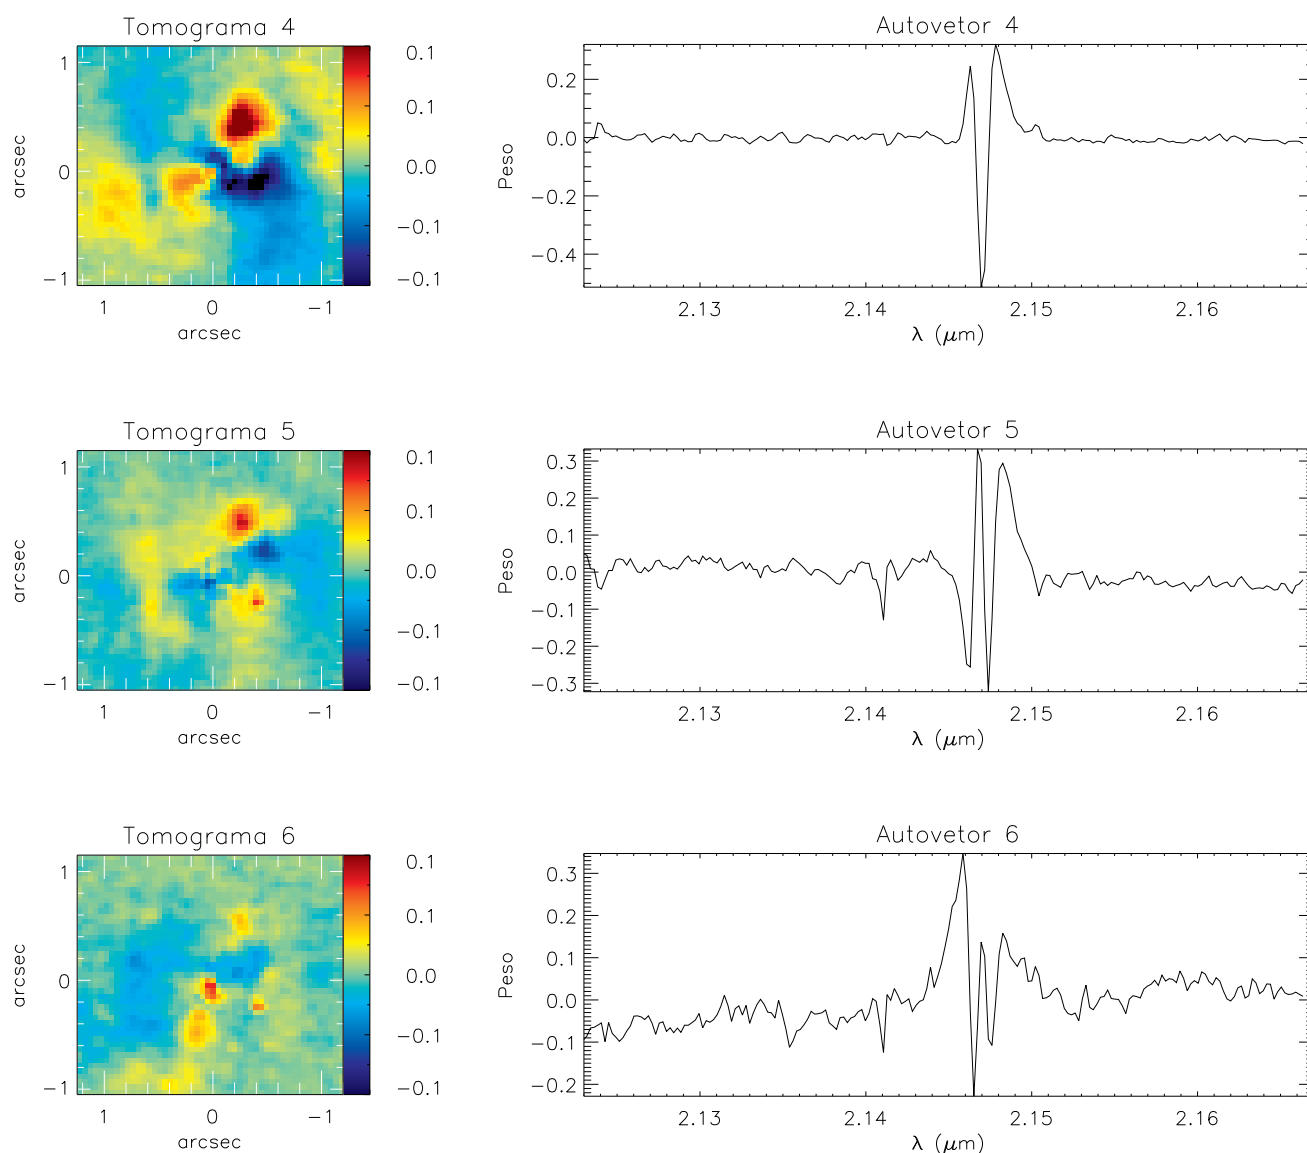 Tomograma 4
Autovetor 4
1
0
−1
arcsec
1 0 −1
arcsec
0.1
0.1
0.0
−0.1
−0.1
0.2
0.0
−0.2
−0.4
Peso
2.13 2.14 2.15 2.16
λ (μm)
Tomograma 5
Autovetor 5
1
0
−1
arcsec
1 0 −1
arcsec
0.1
0.1
0.0
−0.1
−0.1
0.3
0.2
0.1
0.0
−0.1
−0.2
−0.3
Peso
2.13 2.14 2.15 2.16
λ (μm)
Tomograma 6
Autovetor 6
1
0
−1
arcsec
1 0 −1
arcsec
0.1
0.1
0.0
−0.1
−0.1
0.3
0.2
0.1
0.0
−0.1
−0.2
Peso
2.13 2.14 2.15 2.16
λ (μm)